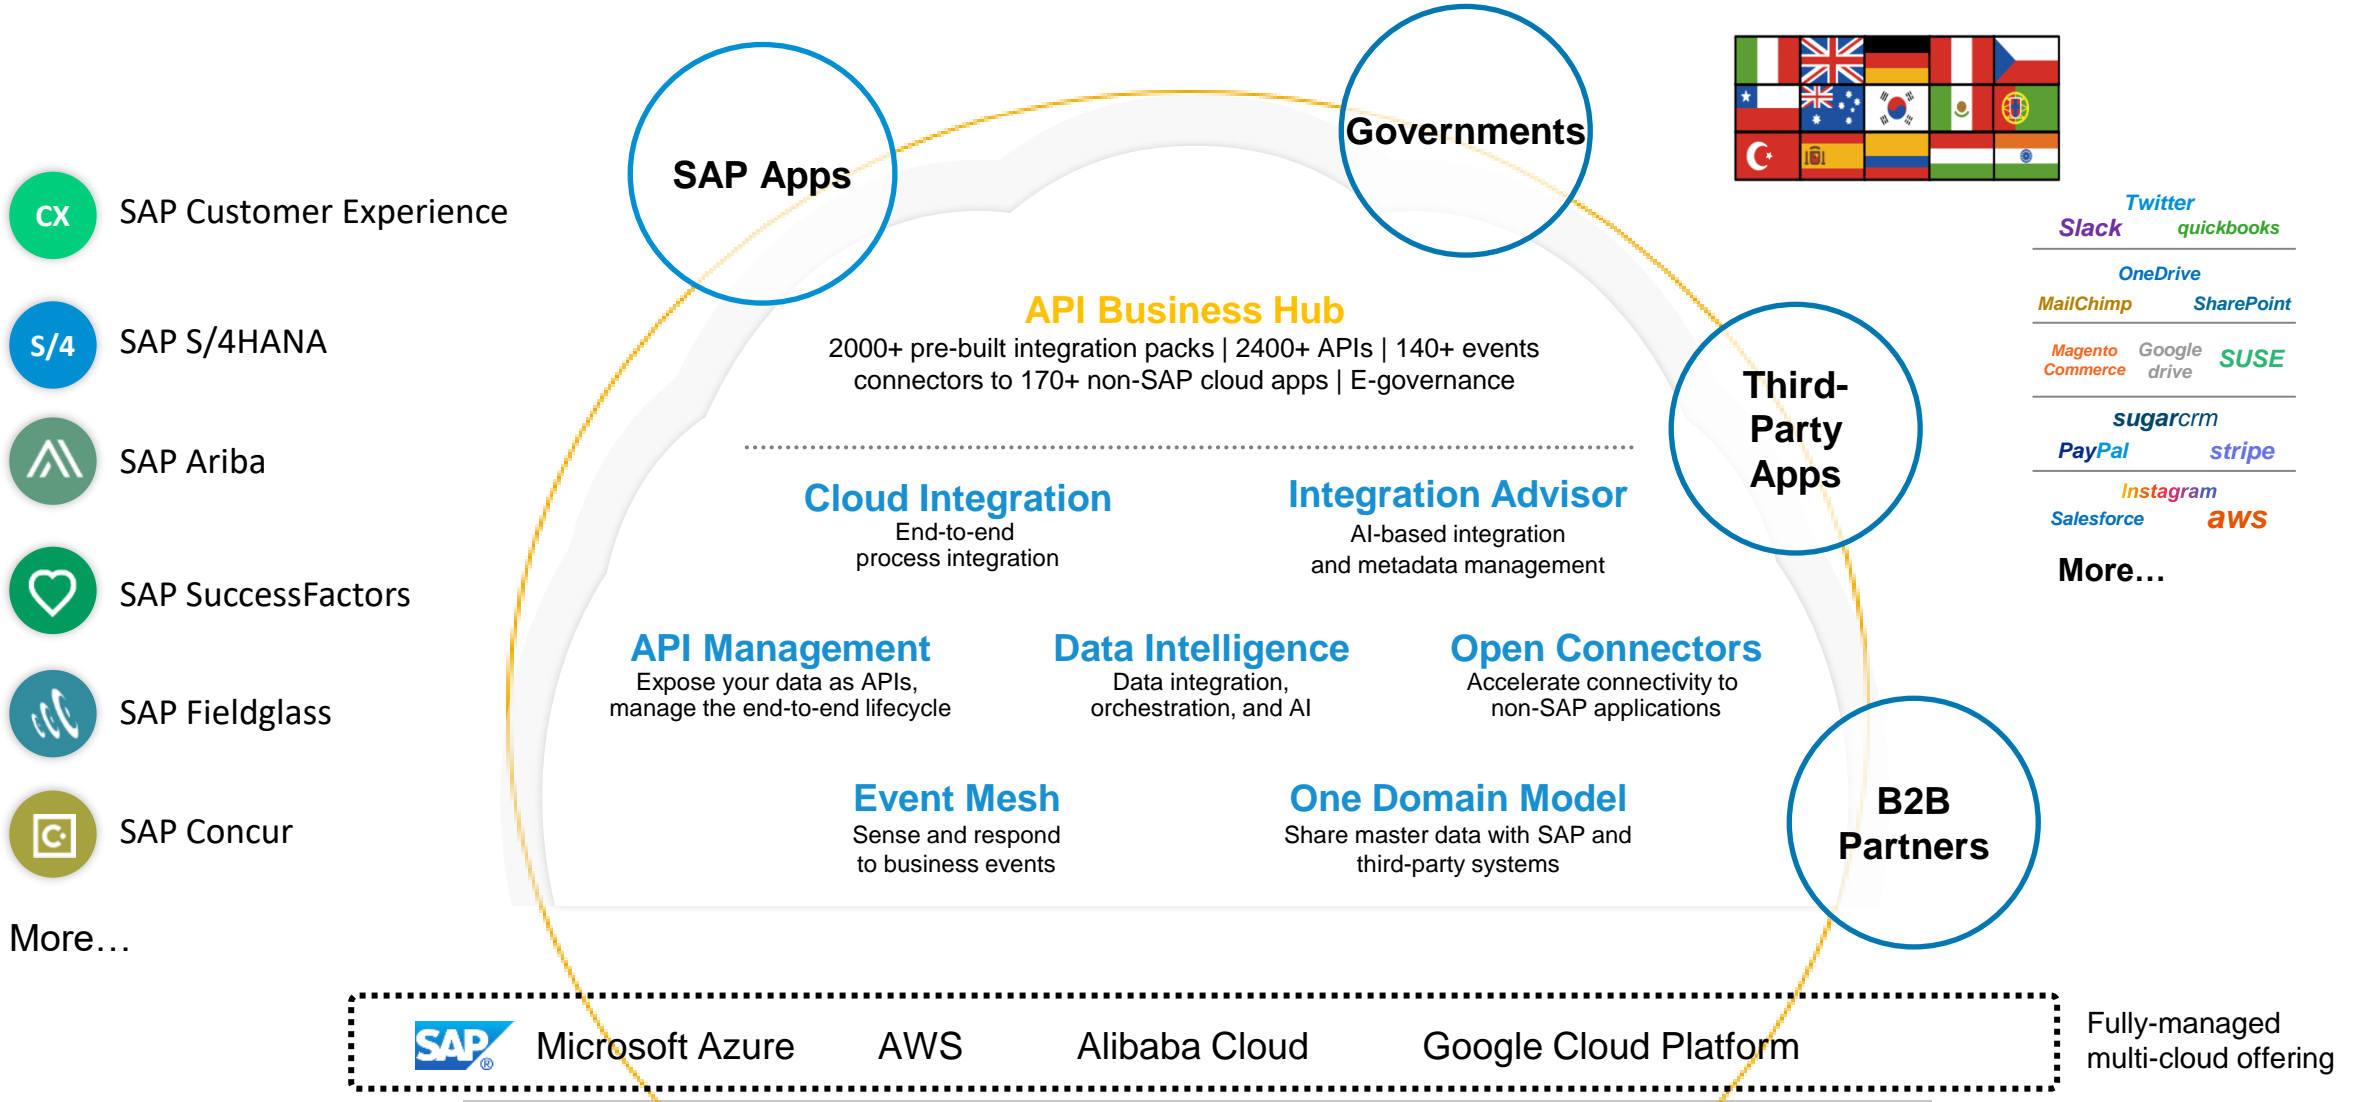 SAP Apps
Governments
Third-
Party
Apps
B2B
Partners
CX
SAP Customer Experience
S/4
SAP S/4HANA
SAP Ariba
SAP SuccessFactors
SAP Fieldglass
C.
SAP Concur
More...
API Business Hub
2000+ pre-built integration packs | 2400+ APIs | 140+ events
connectors to 170+ non-SAP cloud apps | E-governance
Cloud Integration
End-to-end
process integration
Integration Advisor
AI-based integration
and metadata management
API Management
Expose your data as APIs,
manage the end-to-end lifecycle
Data Intelligence
Data integration,
orchestration, and AI
Open Connectors
Accelerate connectivity to
non-SAP applications
Event Mesh
Sense and respond
to business events
One Domain Model
Share master data with SAP and
third-party systems
Twitter
Slack quickbooks
OneDrive
MailChimp SharePoint
Magento
Commerce
Google
drive
SUSE
sugarcrm
PayPal stripe
Instagram
Salesforce aws
More...
SAP® Microsoft Azure AWS Alibaba Cloud Google Cloud Platform
Fully-managed
multi-cloud offering